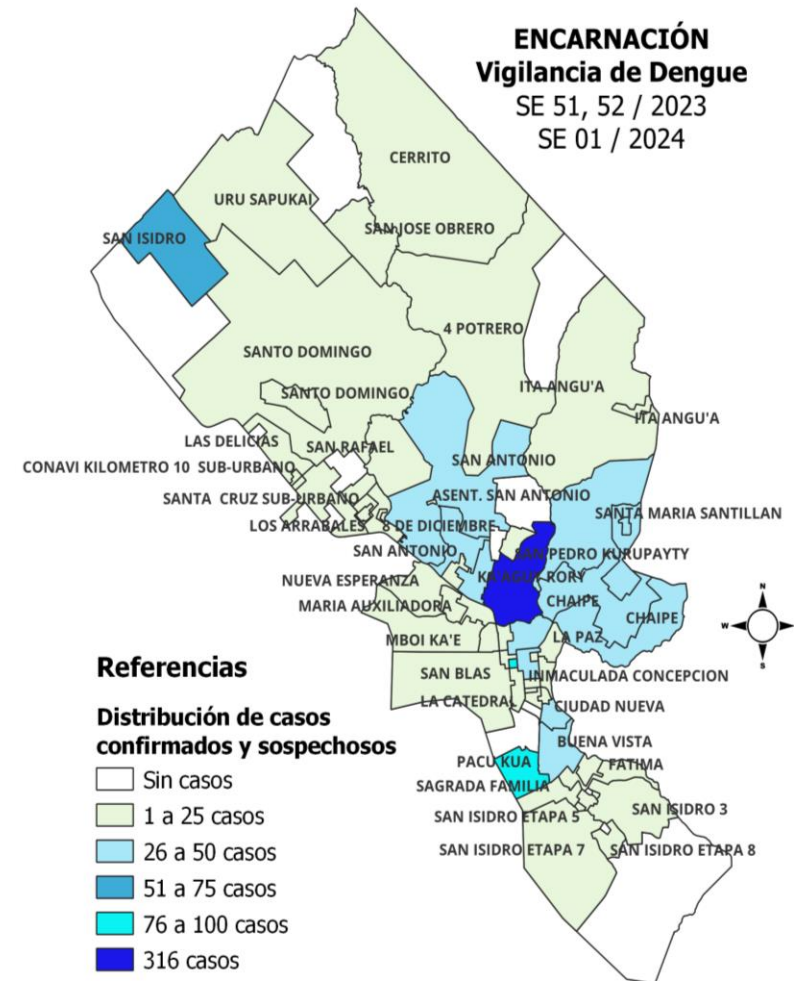 ENCARNACIÓN
Vigilancia de Dengue
SE 51, 52 / 2023
SE 01 / 2024
CERRITO
URU SAPUKAI
SAN JOSE OBRERO
SAN ISIDRO
4 POTRERO
SANTO DOMINGO
ITA ANGU'A
SANTO DOMINGO
ITA ANGU'A
LAS DELICIAS
SAN RAFAEL
SAN ANTONIO
CONAVI KILOMETRO 10 SUB-URBANO
ASENT. SAN ANTONIO
SANTA CRUZ SUB-URBANO
SANTA MARIA SANTILLAN
LOS ARRABALES
8 DE DICIEMBRE
SAN ANTONIO
SAN PEDRO KURUPAYTY
NUEVA ESPERANZA
KA'AGUY RORY
MARIA AUXILIADORA
CHAIPE
CHAIPE
MBOI KA'E
LA PAZ
SAN BLAS
INMACULADA CONCEPCION
LA CATEDRAL
CIUDAD NUEVA
BUENA VISTA
PACU KUA
FATIMA
SAGRADA FAMILIA
SAN ISIDRO 3
SAN ISIDRO ETAPA 5
SAN ISIDRO ETAPA 7
SAN ISIDRO ETAPA 8
N
W
E
S
Referencias
Distribución de casos
confirmados y sospechosos
Sin casos
1 a 25 casos
26 a 50 casos
51 a 75 casos
76 a 100 casos
316 casos